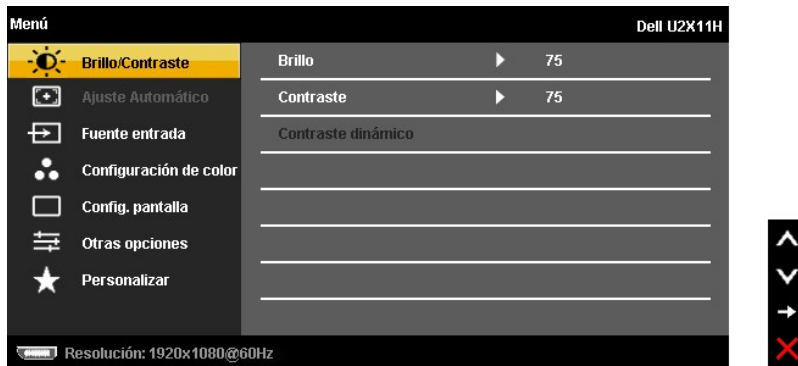 Menú Dell U2X11H
Brillo/Contraste Brillo 75
Ajuste Automático Contraste 75
Fuente entrada Contraste dinámico
Configuración de color
Config. pantalla
Otras opciones
Personalizar
Resolución: 1920x1080@60Hz